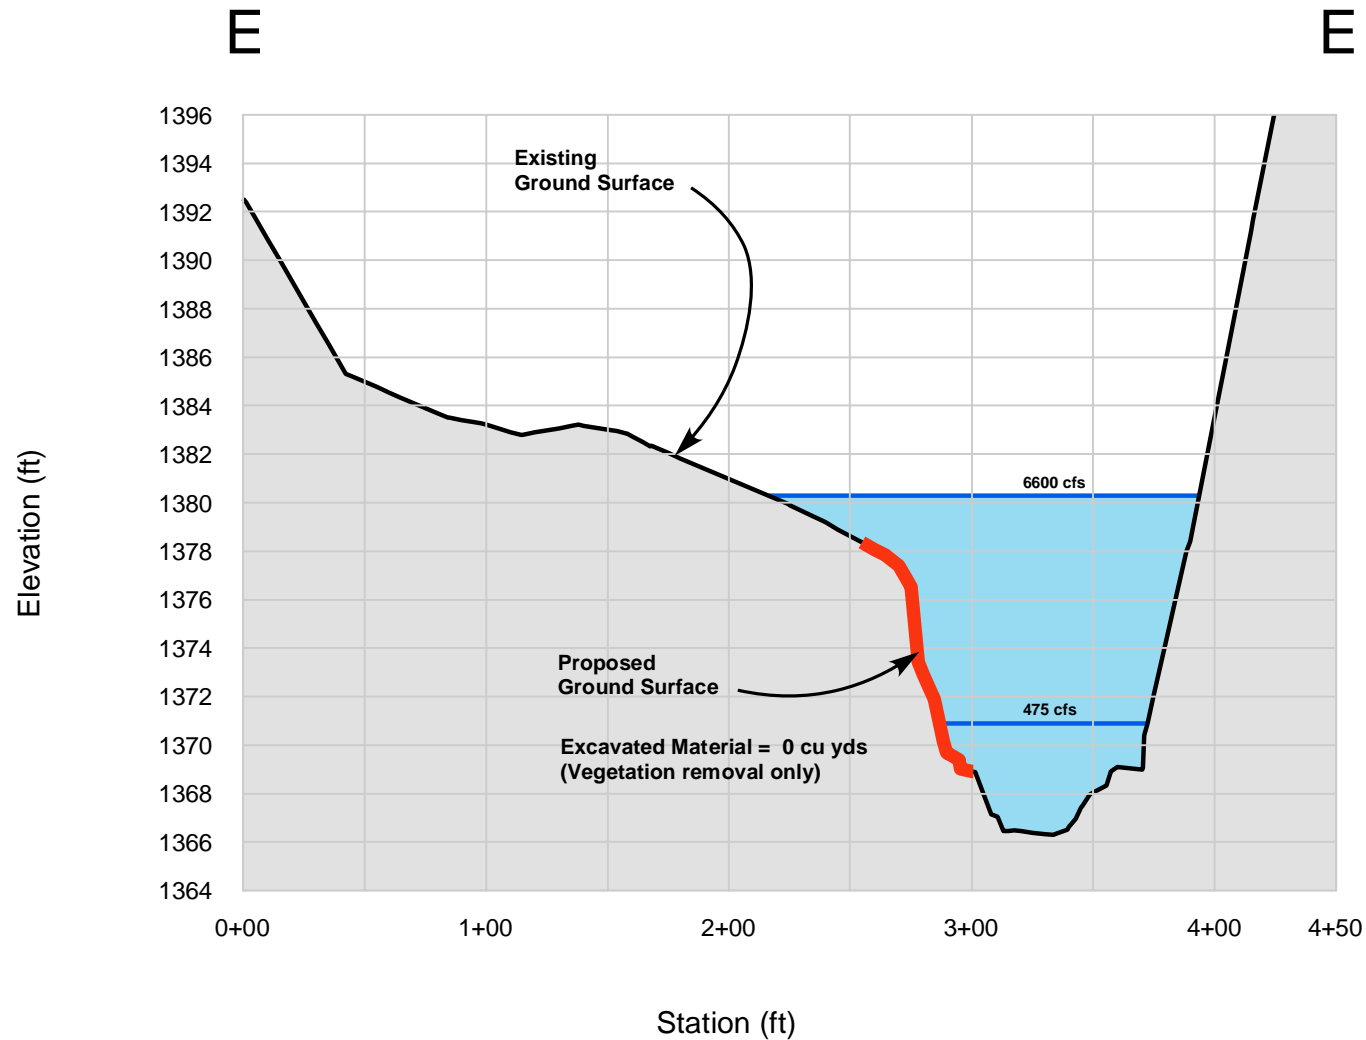 E E
1396
Existing
Ground Surface
1394
1392
1390
1388
1386
1384
1382
1380
1378
1376
1374
1372
1370
1368
1366
1364
6600 cfs
Proposed
Ground Surface
475 cfs
Excavated Material = 0 cu yds
(Vegetation removal only)
Elevation (ft)
0+00 1+00 2+00 3+00 4+00 4+50
Station (ft)